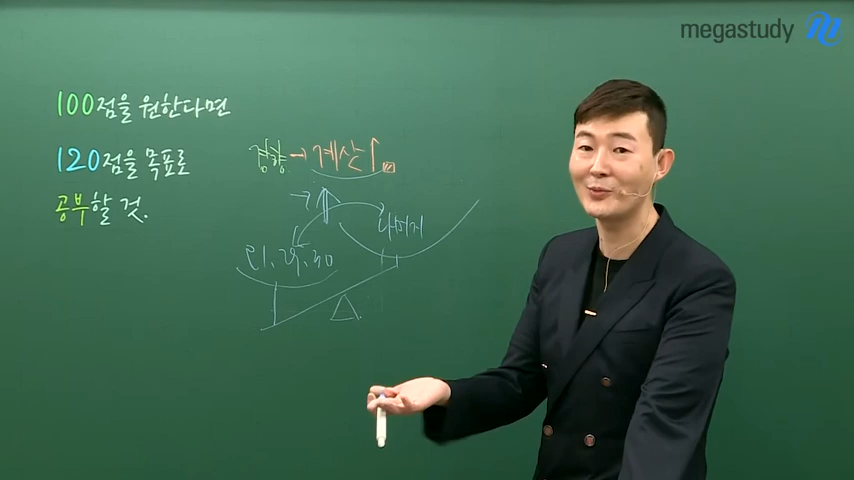 megastudy
100점을 원한다면
120점을 목표로
공부할 것.
경향 → 계산↑
나머지
21, 29, 30